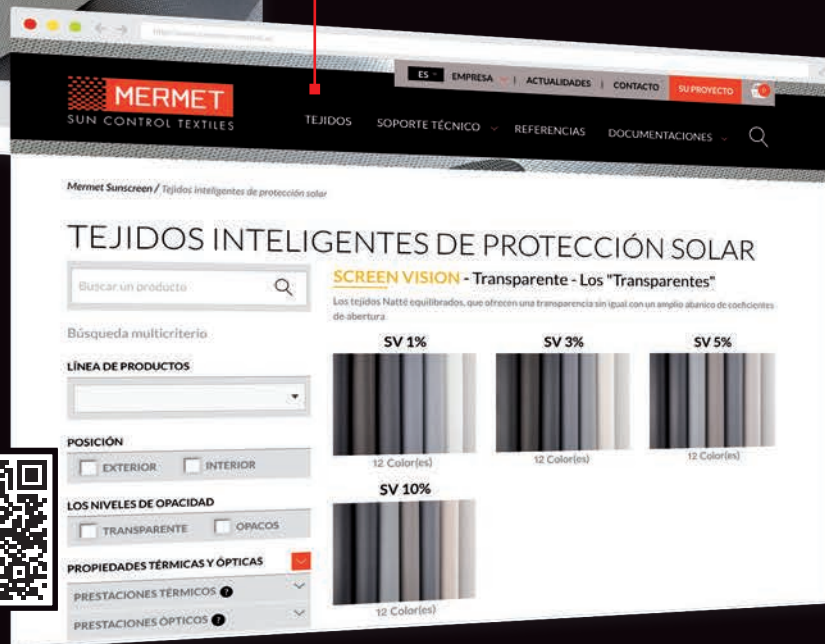 ES
EMPRESA | ACTUALIDADES | CONTACTO
SU PROYECTO
0
MERMET
SUN CONTROL TEXTILES
TEJIDOS
SOPORTE TÉCNICO
REFERENCIAS
DOCUMENTACIONES
Mermet Sunscreen / Tejidos inteligentes de protección solar
TEJIDOS INTELIGENTES DE PROTECCIÓN SOLAR
Buscar un producto
Búsqueda multicriterio
LÍNEA DE PRODUCTOS
POSICIÓN
EXTERIOR
INTERIOR
LOS NIVELES DE OPACIDAD
TRANSPARENTE
OPACOS
PROPIEDADES TÉRMICAS Y ÓPTICAS
PRESTACIONES TÉRMICOS ?
PRESTACIONES ÓPTICOS ?
SCREEN VISION - Transparente - Los "Transparentes"
Los tejidos Natté equilibrados, que ofrecen una transparencia sin igual con un amplio abanico de coeficientes
de abertura.
SV 1%
12 Color(es)
SV 3%
12 Color(es)
SV 5%
12 Color(es)
SV 10%
12 Color(es)